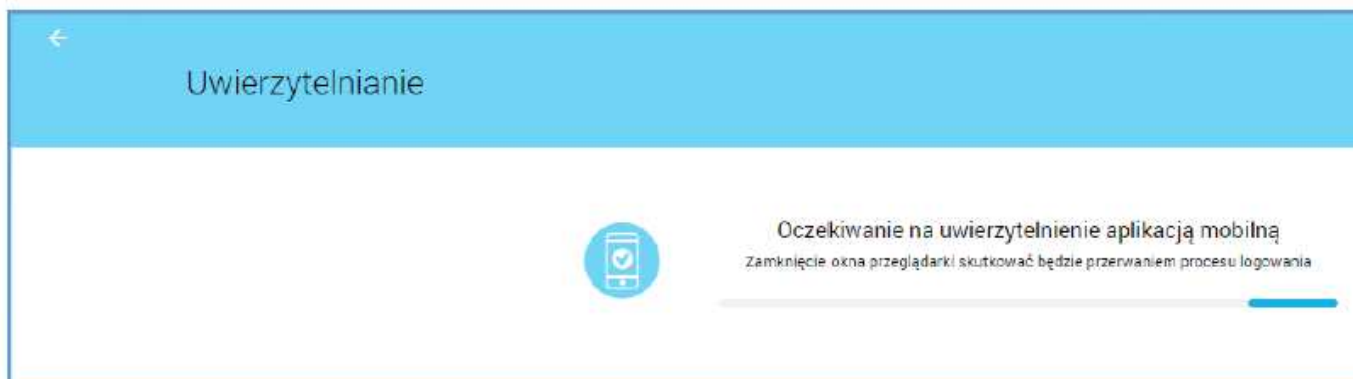 Uwierzytelnianie
Oczekiwanie na uwierzytelnienie aplikacją mobilną
Zamknięcie okna przeglądarki skutkować będzie przerwaniem procesu logowania